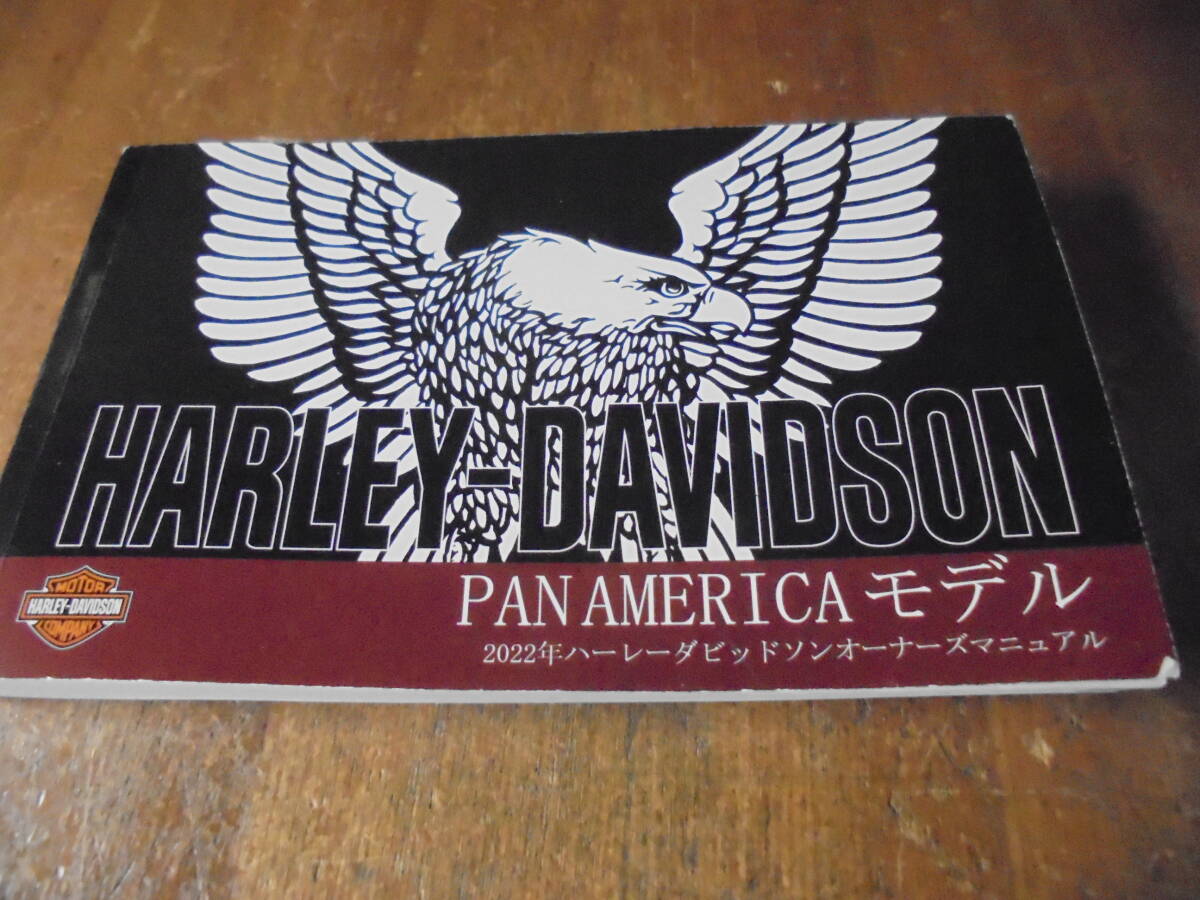 HARLEY-DAVIDSON
PAN AMERICA モデル
2022年ハーレーダビッドソンオーナーズマニュアル
MOTOR
HARLEY-DAVIDSON
COMPANY